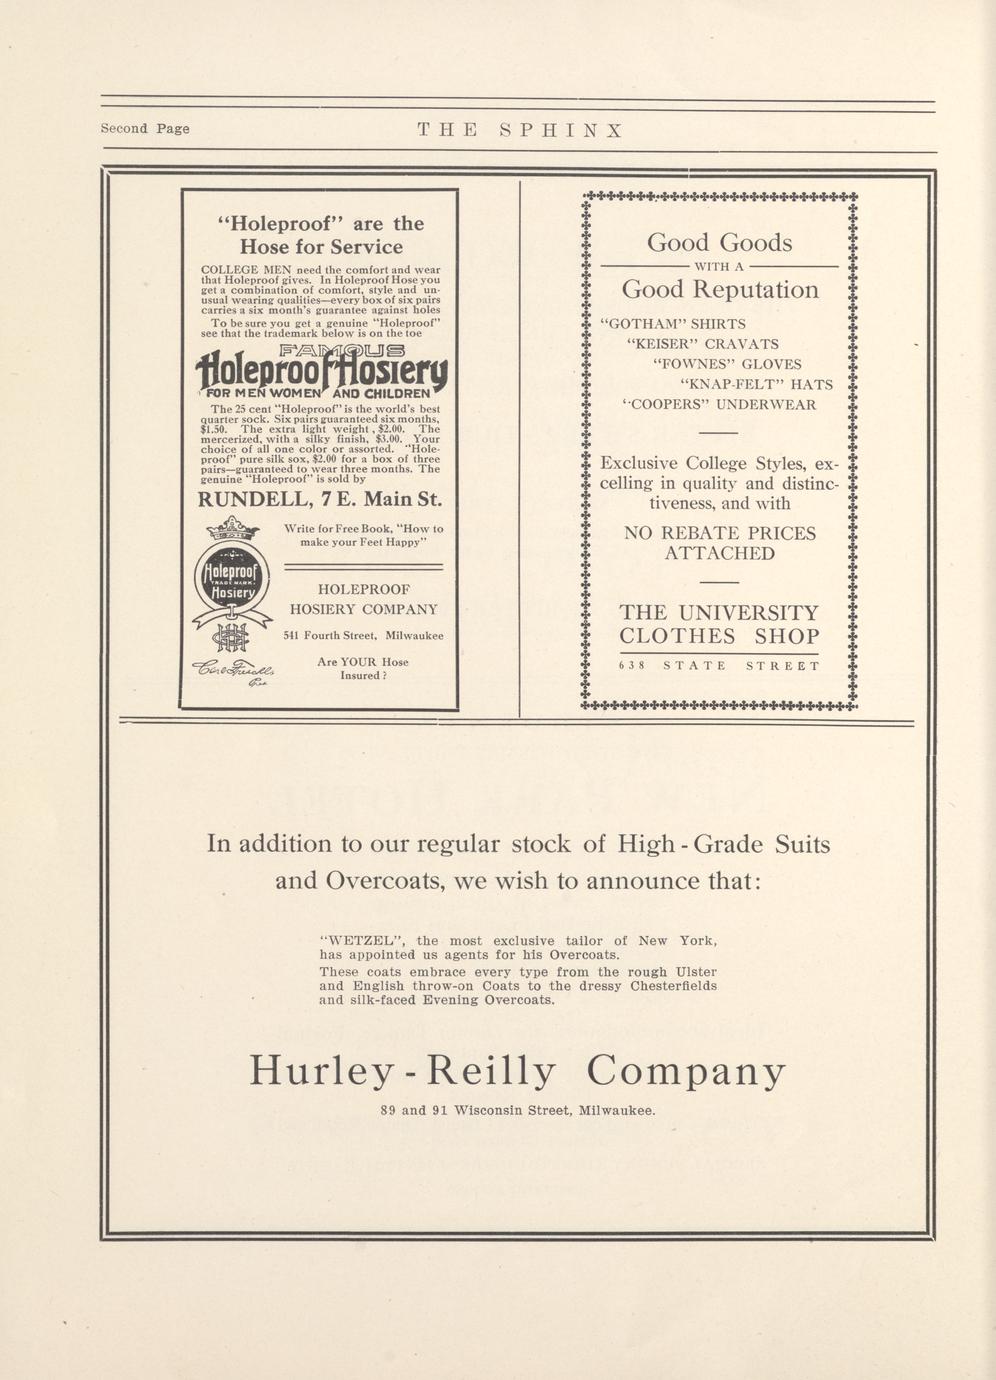 Second Page
THE SPHINX
"Holeproof" are the
Hose for Service
COLLEGE MEN need the comfort and wear
that Holeproof gives. In Holeproof Hose you
get a combination of comfort, style and un-
usual wearing qualities—every box of six pairs
carries a six month's guarantee against holes
To be sure you get a genuine "Holeproof"
see that the trademark below is on the toe
FAMOUS
Holeproof Hosiery
FOR MEN WOMEN AND CHILDREN
The 25 cent "Holeproof" is the world's best
quarter sock. Six pairs guaranteed six months,
$1.50. The extra light weight, $2.00. The
mercerized, with a silky finish, $3.00. Your
choice of all one color or assorted. "Hole-
proof" pure silk sox, $2.00 for a box of three
pairs—guaranteed to wear three months. The
genuine "Holeproof" is sold by
RUNDELL, 7 E. Main St.
Holeproof
TRADE MARK
Hosiery
Write for Free Book, "How to
make your Feet Happy"
HOLEPROOF
HOSIERY COMPANY
541 Fourth Street, Milwaukee
Are YOUR Hose
Insured?
Good Goods
WITH A
Good Reputation
"GOTHAM" SHIRTS
"KEISER" CRAVATS
"FOWNES" GLOVES
"KNAP-FELT" HATS
"COOPERS" UNDERWEAR
Exclusive College Styles, ex-
celling in quality and distinc-
tiveness, and with
NO REBATE PRICES
ATTACHED
THE UNIVERSITY
CLOTHES SHOP
638 STATE STREET
In addition to our regular stock of High-Grade Suits
and Overcoats, we wish to announce that:
"WETZEL", the most exclusive tailor of New York,
has appointed us agents for his Overcoats.
These coats embrace every type from the rough Ulster
and English throw-on Coats to the dressy Chesterfields
and silk-faced Evening Overcoats.
Hurley-Reilly Company
89 and 91 Wisconsin Street, Milwaukee.